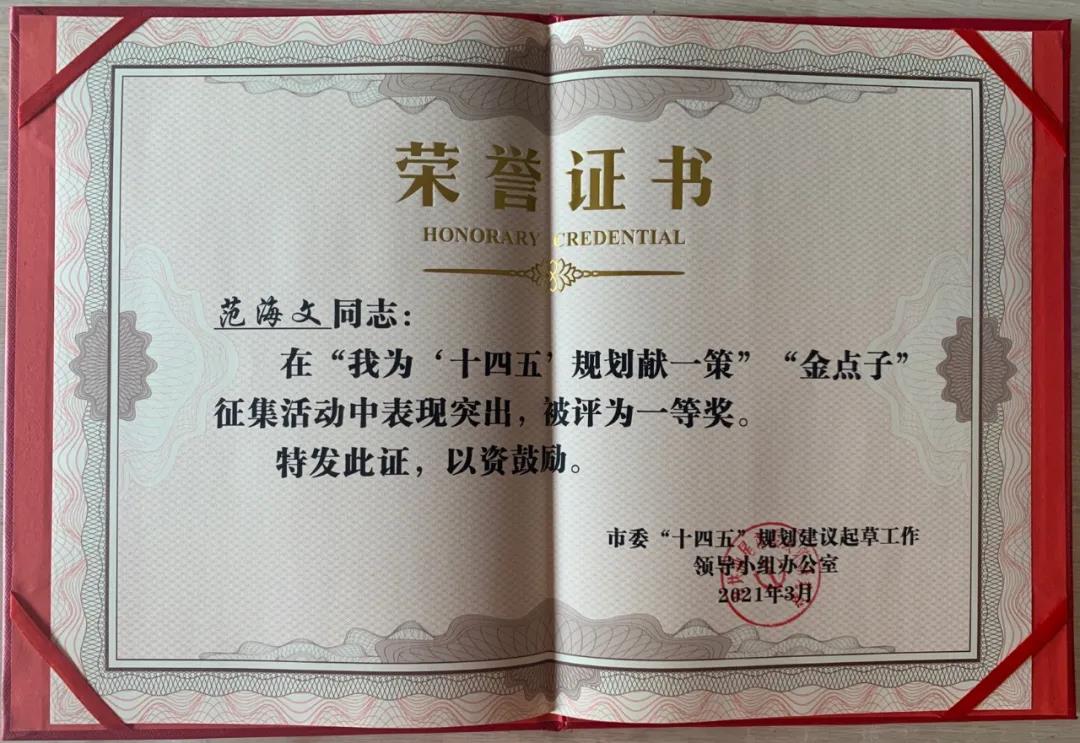 荣誉证书
HONORARY CREDENTIAL
范海文同志：
在“我为‘十四五’规划献一策”“金点子”
征集活动中表现突出，被评为一等奖。
特发此证，以资鼓励。
市委“十四五”规划建议起草工作
领导小组办公室
2021年3月